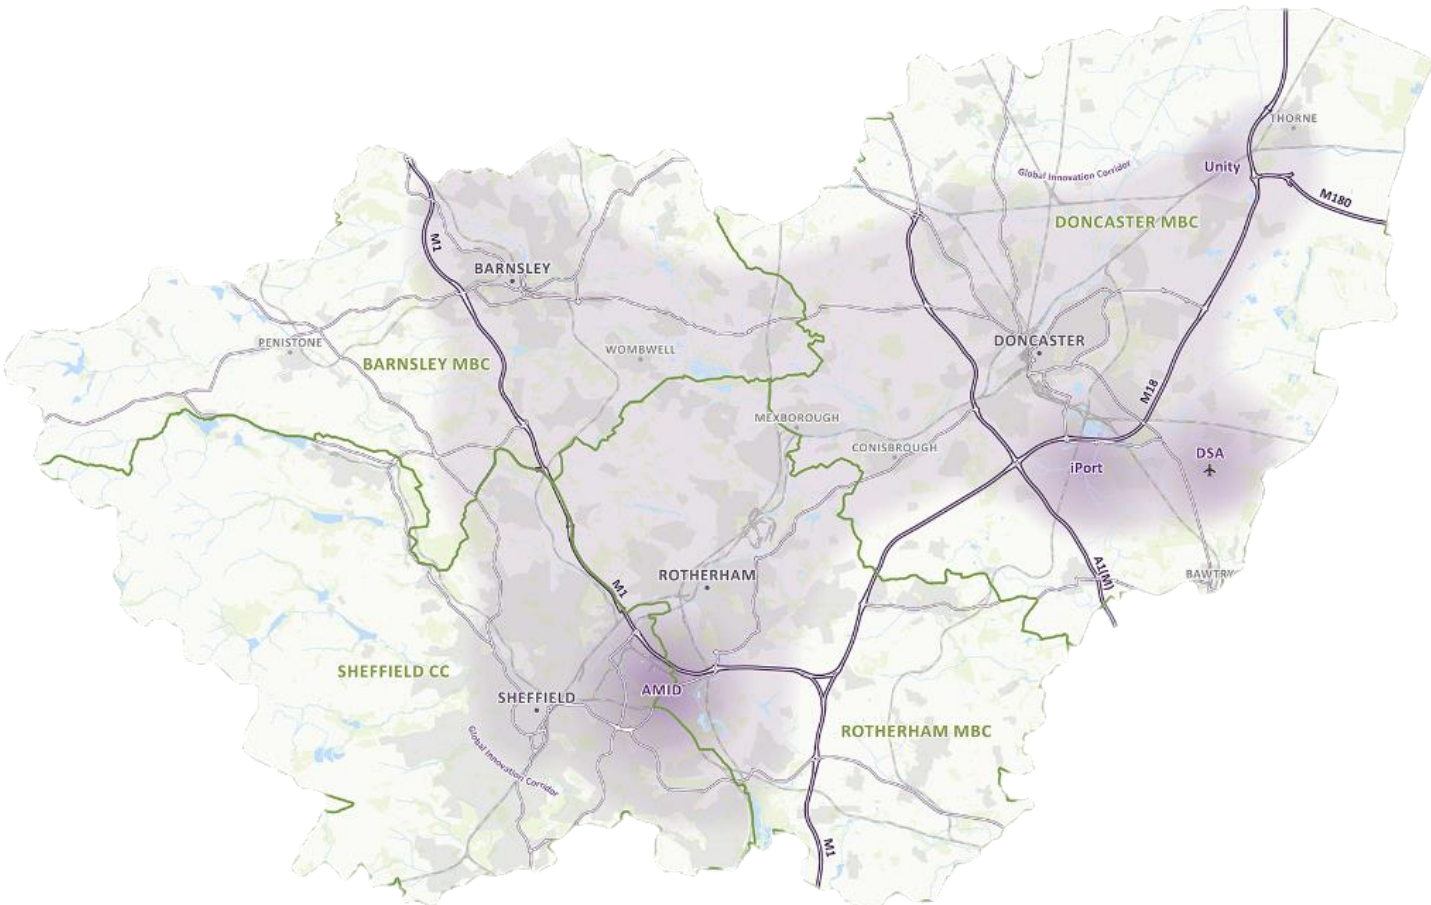 THORNE
Unity
Global Innovation Corridor
M180
DONCASTER MBC
M1
BARNSLEY
DONCASTER
PENISTONE
WOMBWELL
BARNSLEY MBC
M18
MEXBOROUGH
CONISBROUGH
DSA
iPort
ROTHERHAM
A1(M)
BAWTRY
M1
SHEFFIELD CC
AMID
SHEFFIELD
ROTHERHAM MBC
Global Innovation Corridor
M1